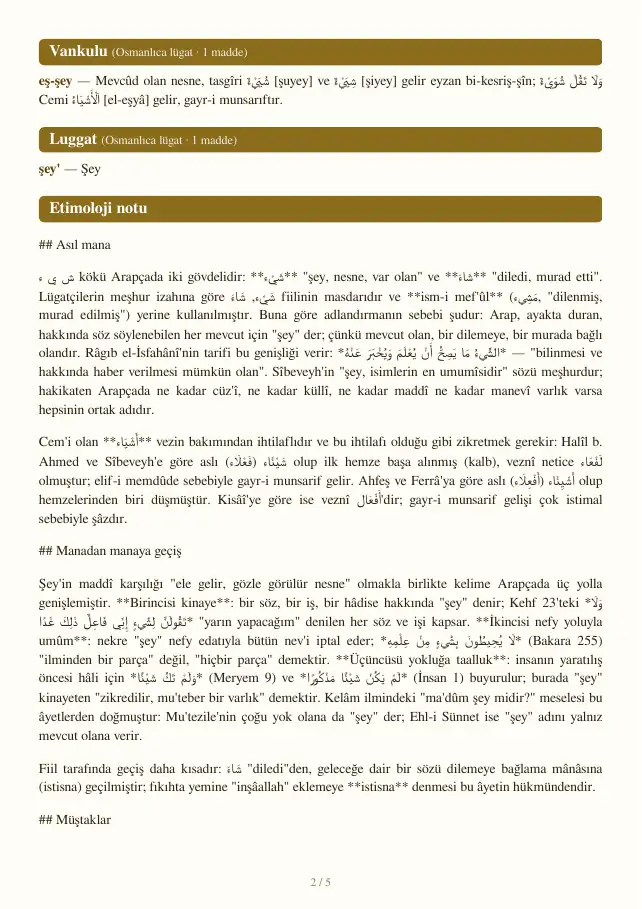 Vankulu (Osmanlıca lügat · 1 madde)
eş-şey — Mevcûd olan nesne, tasgîri شُيَيْءٌ [şuyey] ve شِيَيْءٌ [şiyey] gelir eyzan bi-kesriş-şîn; وَلَا تَقُلْ شُوَيْءٌ
Cemi اَلْأَشْيَاءُ [el-eşyâ] gelir, gayr-i munsarıftır.
Luggat (Osmanlıca lügat · 1 madde)
şey' — Şey
Etimoloji notu
## Asıl mana
ش ي ء kökü Arapçada iki gövdelidir: **شَيْء** "şey, nesne, var olan" ve **شَاءَ** "diledi, murad etti".
Lügatçilerin meşhur izahına göre شَيْء, شَاءَ fiilinin masdarıdır ve **ism-i mef'ûl** (مَشِيء, "dilenmiş,
murad edilmiş") yerine kullanılmıştır. Buna göre adlandırmanın sebebi şudur: Arap, ayakta duran,
hakkında söz söylenebilen her mevcut için "şey" der; çünkü mevcut olan, bir dilemeye, bir murada bağlı
olandır. Râgıb el-İsfahânî'nin tarifi bu genişliği verir: *الشَّيْءُ مَا يَصِحُّ أَنْ يُعْلَمَ وَيُخْبَرَ عَنْهُ* — "bilinmesi ve
hakkında haber verilmesi mümkün olan". Sîbeveyh'in "şey, isimlerin en umumîsidir" sözü meşhurdur;
hakikaten Arapçada ne kadar cüz'î, ne kadar küllî, ne kadar maddî ne kadar manevî varlık varsa
hepsinin ortak adıdır.
Cem'i olan **أَشْيَاء** vezin bakımından ihtilaflıdır ve bu ihtilafı olduğu gibi zikretmek gerekir: Halîl b.
Ahmed ve Sîbeveyh'e göre aslı شَيْئَاء (فَعْلَاء) olup ilk hemze başa alınmış (kalb), veznî netice لَفْعَاء
olmuştur; elif-i memdûde sebebiyle gayr-i munsarif gelir. Ahfeş ve Ferrâ'ya göre aslı أَشْيِئَاء (أَفْعِلَاء) olup
hemzelerinden biri düşmüştür. Kisâî'ye göre ise veznî أَفْعَال'dir; gayr-i munsarif gelişi çok istimal
sebebiyle şâzdır.
## Manadan manaya geçiş
Şey'in maddî karşılığı "ele gelir, gözle görülür nesne" olmakla birlikte kelime Arapçada üç yolla
genişlemiştir. **Birincisi kinaye**: bir söz, bir iş, bir hâdise hakkında "şey" denir; Kehf 23'teki *وَلَا
تَقُولَنَّ لِشَيْءٍ إِنِّي فَاعِلٌ ذَلِكَ غَدًا* "yarın yapacağım" denilen her söz ve işi kapsar. **İkincisi nefy yoluyla
umûm**: nekre "şey" nefy edatıyla bütün nev'i iptal eder; *لَا يُحِيطُونَ بِشَيْءٍ مِنْ عِلْمِهِ* (Bakara 255)
"ilminden bir parça" değil, "hiçbir parça" demektir. **Üçüncüsü yokluğa taalluk**: insanın yaratılış
öncesi hâli için *وَلَمْ تَكُ شَيْئًا* (Meryem 9) ve *لَمْ يَكُنْ شَيْئًا مَذْكُورًا* (İnsan 1) buyurulur; burada "şey"
kinayeten "zikredilir, mu'teber bir varlık" demektir. Kelâm ilmindeki "ma'dûm şey midir?" meselesi bu
âyetlerden doğmuştur: Mu'tezile'nin çoğu yok olana da "şey" der; Ehl-i Sünnet ise "şey" adını yalnız
mevcut olana verir.
Fiil tarafında geçiş daha kısadır: شَاءَ "diledi"den, geleceğe dair bir sözü dilemeye bağlama mânâsına
(istisna) geçilmiştir; fıkıhta yemine "inşâallah" eklemeye **istisna** denmesi bu âyetin hükmündendir.
## Müştaklar
2 / 5